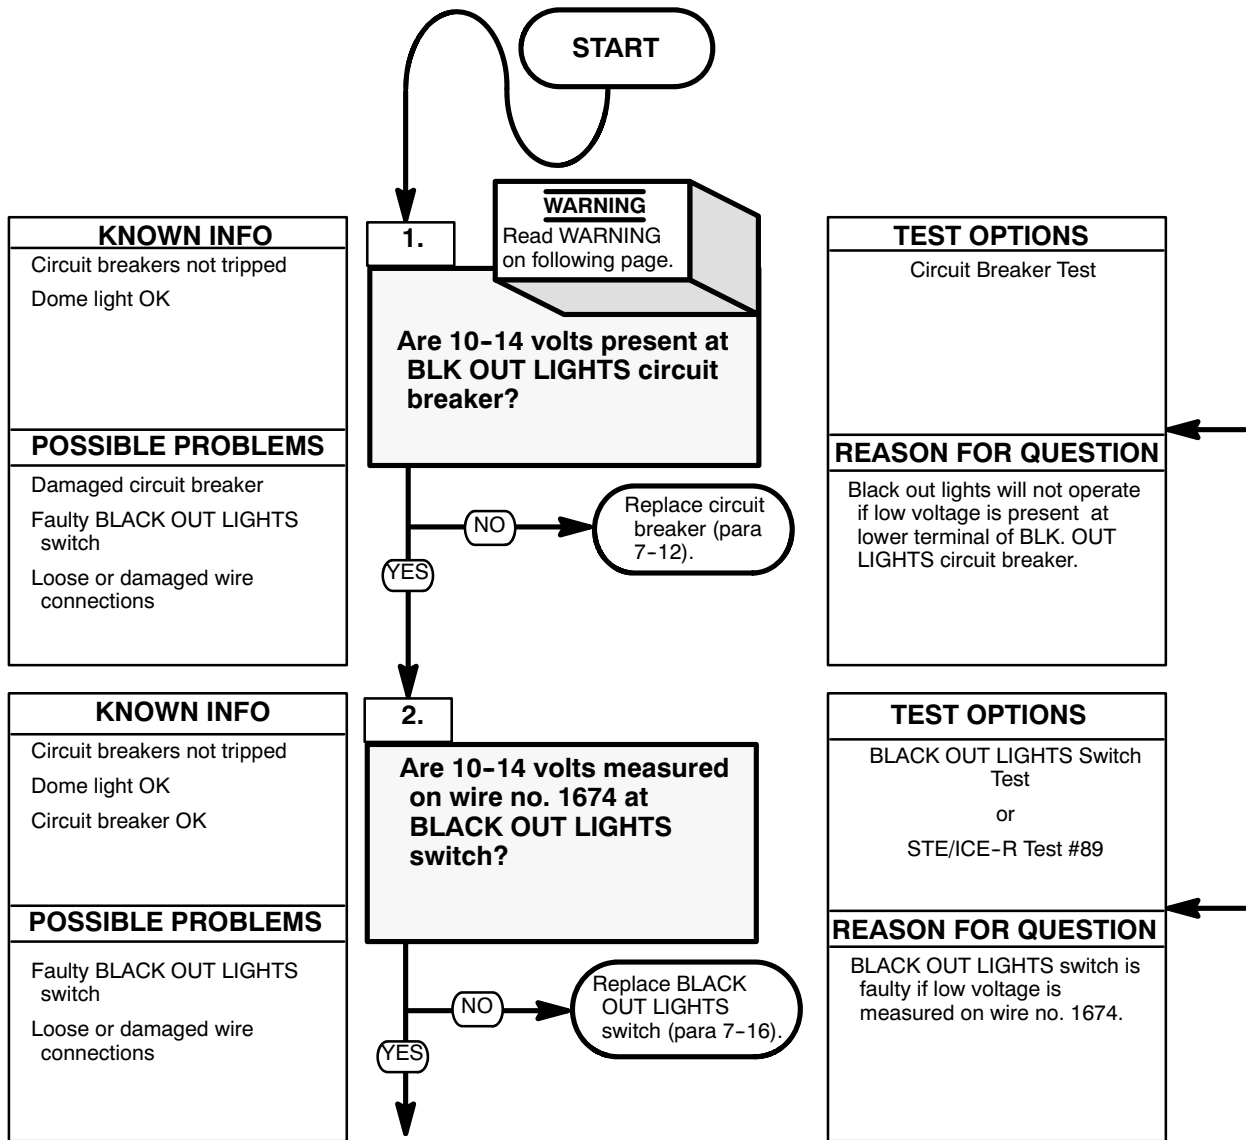 START
WARNING
Read WARNING
on following page.
KNOWN INFO
Circuit breakers not tripped
Dome light OK
POSSIBLE PROBLEMS
Damaged circuit breaker
Faulty BLACK OUT LIGHTS
switch
Loose or damaged wire
connections
1.
Are 10-14 volts present at
BLK OUT LIGHTS circuit
breaker?
NO
Replace circuit
breaker (para
7-12).
YES
TEST OPTIONS
Circuit Breaker Test
REASON FOR QUESTION
Black out lights will not operate
if low voltage is present at
lower terminal of BLK. OUT
LIGHTS circuit breaker.
KNOWN INFO
Circuit breakers not tripped
Dome light OK
Circuit breaker OK
POSSIBLE PROBLEMS
Faulty BLACK OUT LIGHTS
switch
Loose or damaged wire
connections
2.
Are 10-14 volts measured
on wire no. 1674 at
BLACK OUT LIGHTS
switch?
NO
Replace BLACK
OUT LIGHTS
switch (para 7-16).
YES
TEST OPTIONS
BLACK OUT LIGHTS Switch
Test
or
STE/ICE-R Test #89
REASON FOR QUESTION
BLACK OUT LIGHTS switch is
faulty if low voltage is
measured on wire no. 1674.